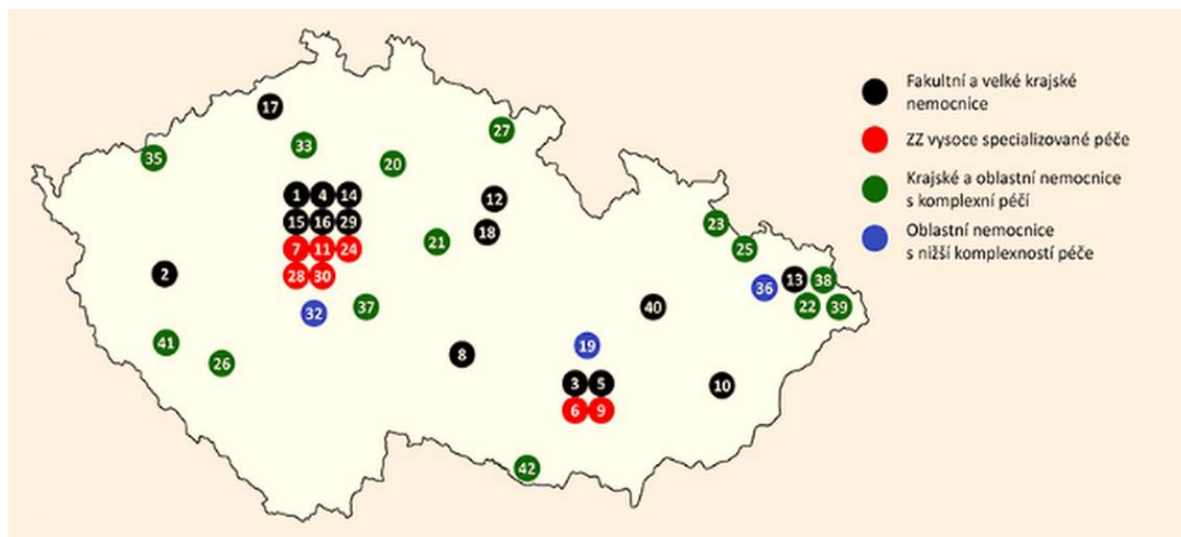 Fakultní a velké krajské
nemocnice
ZZ vysoce specializované péče
Krajské a oblastní nemocnice
s komplexní péčí
Oblastní nemocnice
s nižší komplexností péče
17
27
33
35
20
1 4 14
12
15 16 29
18
23
7 11 24
21
25
2
28 30
13 38
36
32
37
40
22 39
41
19
8
26
3 5
10
6 9
42